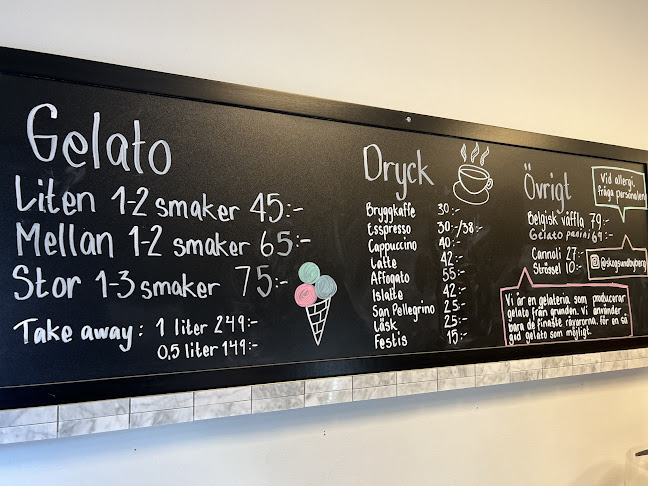 Gelato
Liten 1-2 smaker 45:-
Mellan 1-2 smaker 65:-
Stor 1-3 smaker 75:-
Take away: 1 liter 249:-
0,5 liter 149:-
Dryck
Bryggkaffe 30:-
Esspresso 30:-/38:-
Cappuccino 40:-
Latte 42:-
Affogato 55:-
Islatte 42:-
San Pellegrino 25:-
Läsk 25:-
Festis 15:-
Övrigt
Belgisk våffla 79:-
Gelato panini 69:-
Cannoli 27:-
Strössel 10:-
Vid allergi,
fråga personalen
@skogsundbyberg
Vi är en gelateria som producerar
gelato från grunden. Vi använder
bara de finaste råvarorna, för en så
god gelato som möjligt.